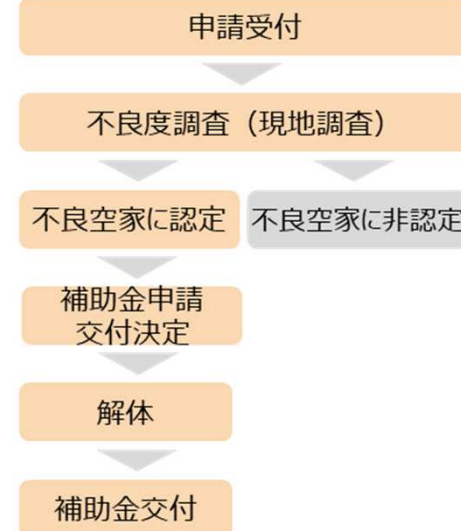 申請受付
不良度調査（現地調査）
不良空家に認定
不良空家に非認定
補助金申請
交付決定
解体
補助金交付